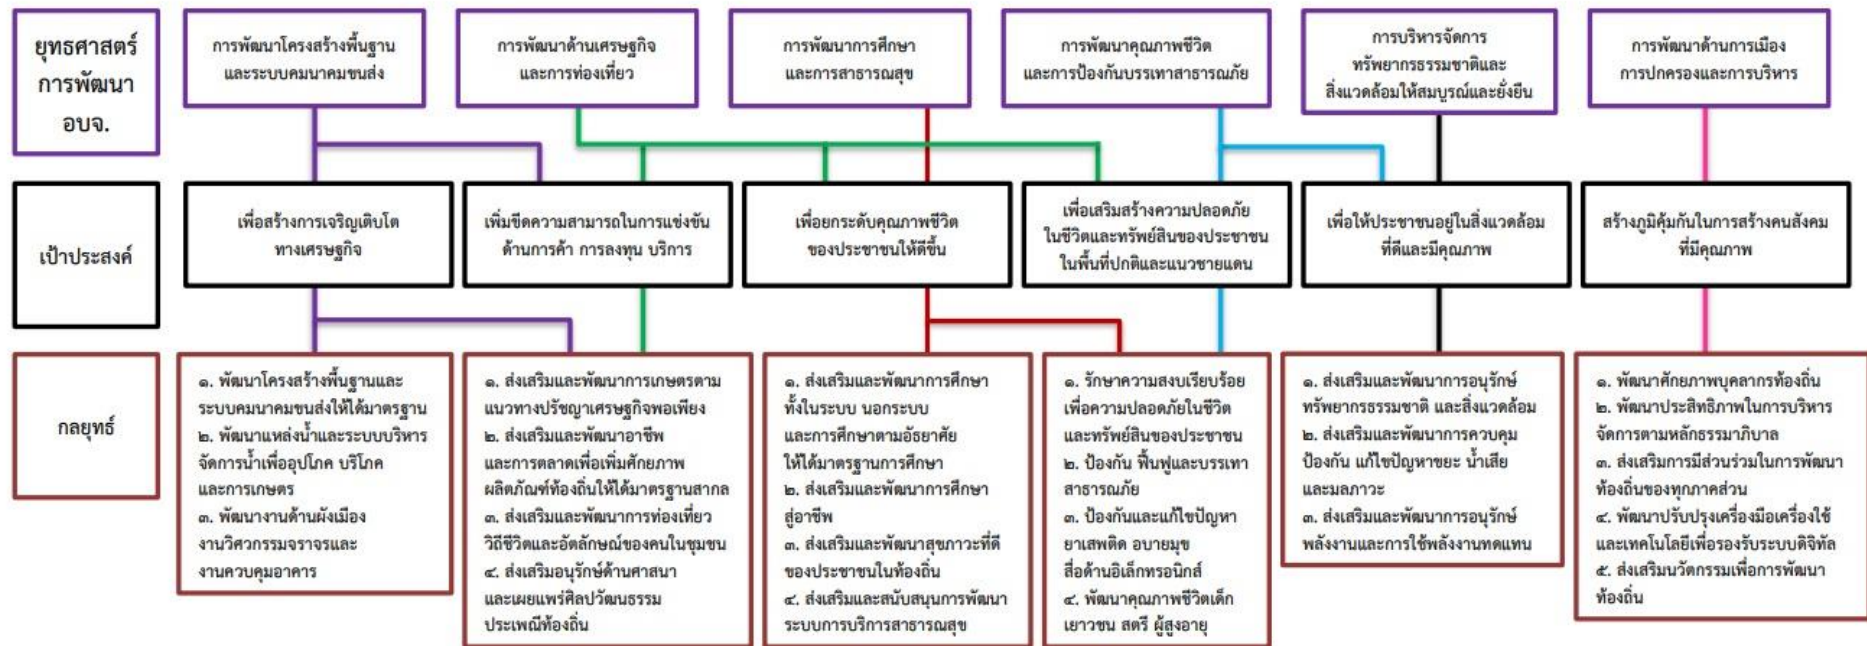 ยุทธศาสตร์
การพัฒนา
อบจ.
การพัฒนาโครงสร้างพื้นฐาน
และระบบคมนาคมขนส่ง
การพัฒนาด้านเศรษฐกิจ
และการท่องเที่ยว
การพัฒนาการศึกษา
และการสาธารณสุข
การพัฒนาคุณภาพชีวิต
และการป้องกันบรรเทาสาธารณภัย
การบริหารจัดการ
ทรัพยากรธรรมชาติและ
สิ่งแวดล้อมให้สมบูรณ์และยั่งยืน
การพัฒนาด้านการเมือง
การปกครองและการบริหาร
เป้าประสงค์
เพื่อสร้างการเจริญเติบโต
ทางเศรษฐกิจ
เพิ่มขีดความสามารถในการแข่งขัน
ด้านการค้า การลงทุน บริการ
เพื่อยกระดับคุณภาพชีวิต
ของประชาชนให้ดีขึ้น
เพื่อเสริมสร้างความปลอดภัย
ในชีวิตและทรัพย์สินของประชาชน
ในพื้นที่ปกติและแนวชายแดน
เพื่อให้ประชาชนอยู่ในสิ่งแวดล้อม
ที่ดีและมีคุณภาพ
สร้างภูมิคุ้มกันในการสร้างคนสังคม
ที่มีคุณภาพ
กลยุทธ์
๑. พัฒนาโครงสร้างพื้นฐานและ
ระบบคมนาคมขนส่งให้ได้มาตรฐาน
๒. พัฒนาแหล่งน้ำและระบบบริหาร
จัดการน้ำเพื่ออุปโภค บริโภค
และการเกษตร
๓. พัฒนางานด้านผังเมือง
งานวิศวกรรมจราจรและ
งานควบคุมอาคาร
๑. ส่งเสริมและพัฒนาการเกษตรตาม
แนวทางปรัชญาเศรษฐกิจพอเพียง
๒. ส่งเสริมและพัฒนาอาชีพ
และการตลาดเพื่อเพิ่มศักยภาพ
ผลิตภัณฑ์ท้องถิ่นให้ได้มาตรฐานสากล
๓. ส่งเสริมและพัฒนาการท่องเที่ยว
วิถีชีวิตและอัตลักษณ์ของคนในชุมชน
๔. ส่งเสริมอนุรักษ์ด้านศาสนา
และเผยแพร่ศิลปวัฒนธรรม
ประเพณีท้องถิ่น
๑. ส่งเสริมและพัฒนาการศึกษา
ทั้งในระบบ นอกระบบ
และการศึกษาตามอัธยาศัย
ให้ได้มาตรฐานการศึกษา
๒. ส่งเสริมและพัฒนาการศึกษา
สู่อาชีพ
๓. ส่งเสริมและพัฒนาสุขภาวะที่ดี
ของประชาชนในท้องถิ่น
๔. ส่งเสริมและสนับสนุนการพัฒนา
ระบบการบริการสาธารณสุข
๑. รักษาความสงบเรียบร้อย
เพื่อความปลอดภัยในชีวิต
และทรัพย์สินของประชาชน
๒. ป้องกัน ฟื้นฟูและบรรเทา
สาธารณภัย
๓. ป้องกันและแก้ไขปัญหา
ยาเสพติด อบายมุข
สื่อด้านอิเล็กทรอนิกส์
๔. พัฒนาคุณภาพชีวิตเด็ก
เยาวชน สตรี ผู้สูงอายุ
๑. ส่งเสริมและพัฒนาการอนุรักษ์
ทรัพยากรธรรมชาติ และสิ่งแวดล้อม
๒. ส่งเสริมและพัฒนาการควบคุม
ป้องกัน แก้ไขปัญหาขยะ น้ำเสีย
และมลภาวะ
๓. ส่งเสริมและพัฒนาการอนุรักษ์
พลังงานและการใช้พลังงานทดแทน
๑. พัฒนาศักยภาพบุคลากรท้องถิ่น
๒. พัฒนาประสิทธิภาพในการบริหาร
จัดการตามหลักธรรมาภิบาล
๓. ส่งเสริมการมีส่วนร่วมในการพัฒนา
ท้องถิ่นของทุกภาคส่วน
๔. พัฒนาปรับปรุงเครื่องมือเครื่องใช้
และเทคโนโลยีเพื่อรองรับระบบดิจิทัล
๕. ส่งเสริมนวัตกรรมเพื่อการพัฒนา
ท้องถิ่น